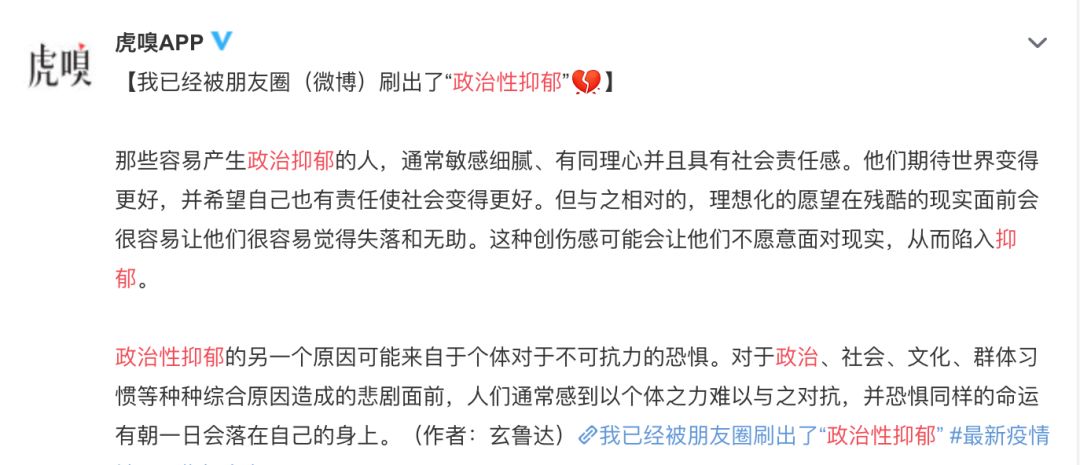 虎嗅
虎嗅APP
【我已经被朋友圈（微博）刷出了“政治性抑郁”💔】
那些容易产生政治抑郁的人，通常敏感细腻、有同理心并且具有社会责任感。他们期待世界变得
更好，并希望自己也有责任使社会变得更好。但与之相对的，理想化的愿望在残酷的现实面前会
很容易让他们很容易觉得失落和无助。这种创伤感可能会让他们不愿意面对现实，从而陷入抑
郁。
政治性抑郁的另一个原因可能来自于个体对于不可抗力的恐惧。对于政治、社会、文化、群体习
惯等种种综合原因造成的悲剧面前，人们通常感到以个体之力难以与之对抗，并恐惧同样的命运
有朝一日会落在自己的身上。（作者：玄鲁达）我已经被朋友圈刷出了“政治性抑郁” #最新疫情